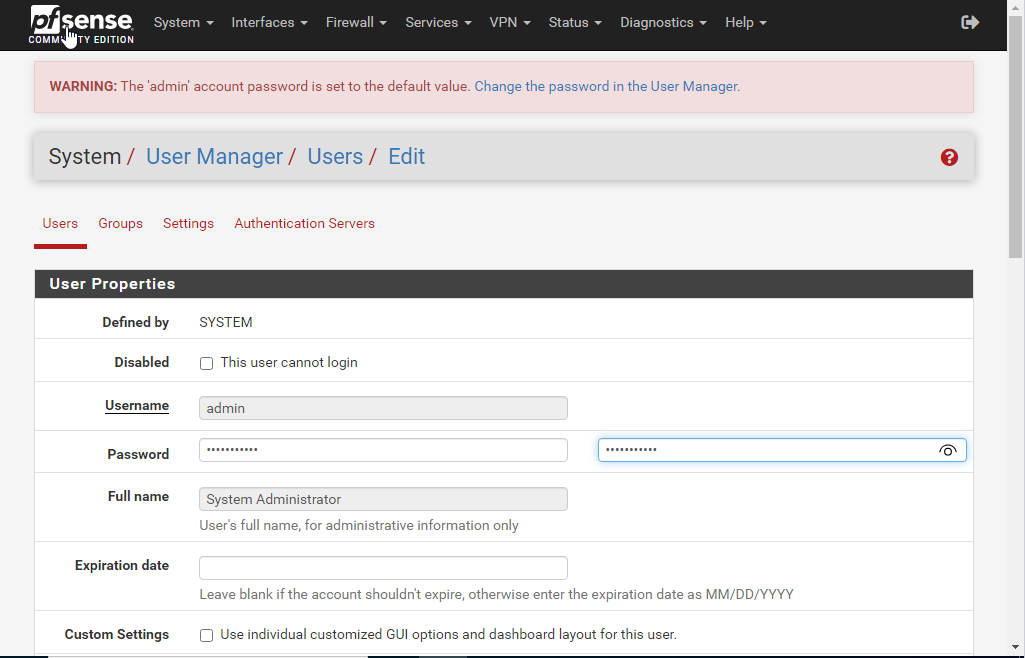 pfsense
COMMUNITY EDITION
System Interfaces Firewall Services VPN Status Diagnostics Help
WARNING: The 'admin' account password is set to the default value. Change the password in the User Manager.
System / User Manager / Users / Edit
Users Groups Settings Authentication Servers
User Properties
Defined by SYSTEM
Disabled This user cannot login
Username admin
Password ••••••••••• •••••••••••
Full name System Administrator
User's full name, for administrative information only
Expiration date
Leave blank if the account shouldn't expire, otherwise enter the expiration date as MM/DD/YYYY
Custom Settings Use individual customized GUI options and dashboard layout for this user.